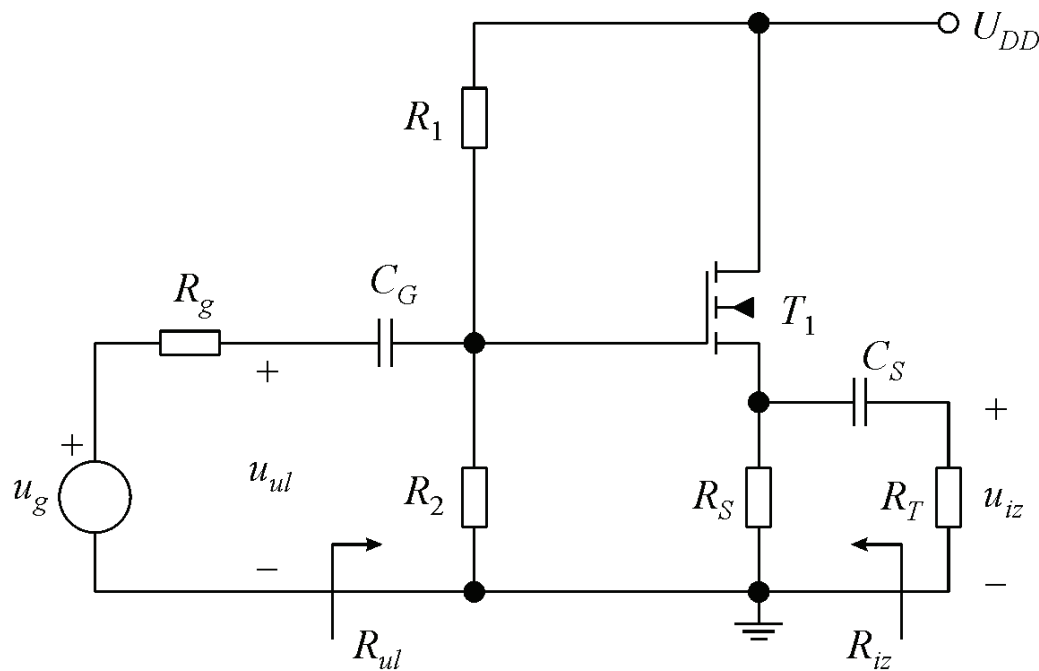 U_DD
R_1
C_G
R_g
T_1
C_S
+
+
+
u_g
u_ul
R_2
R_S
R_T
u_iz
−
−
R_ul
R_iz